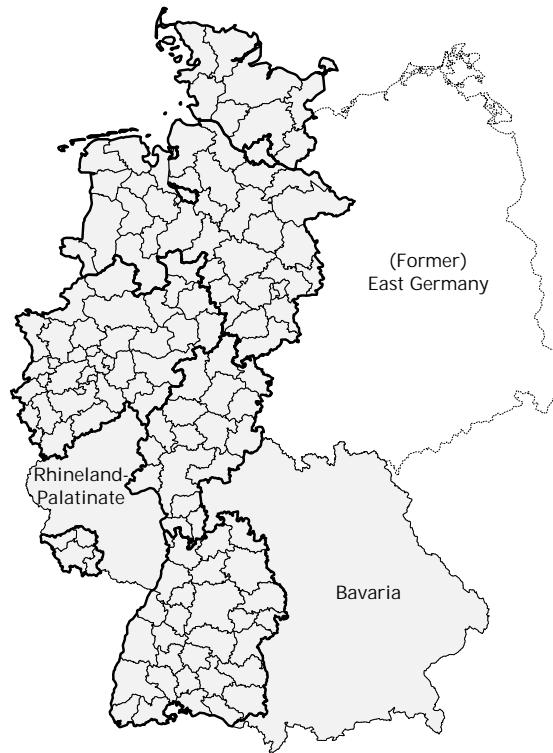 (Former)
East Germany
Rhineland-
Palatinate
Bavaria